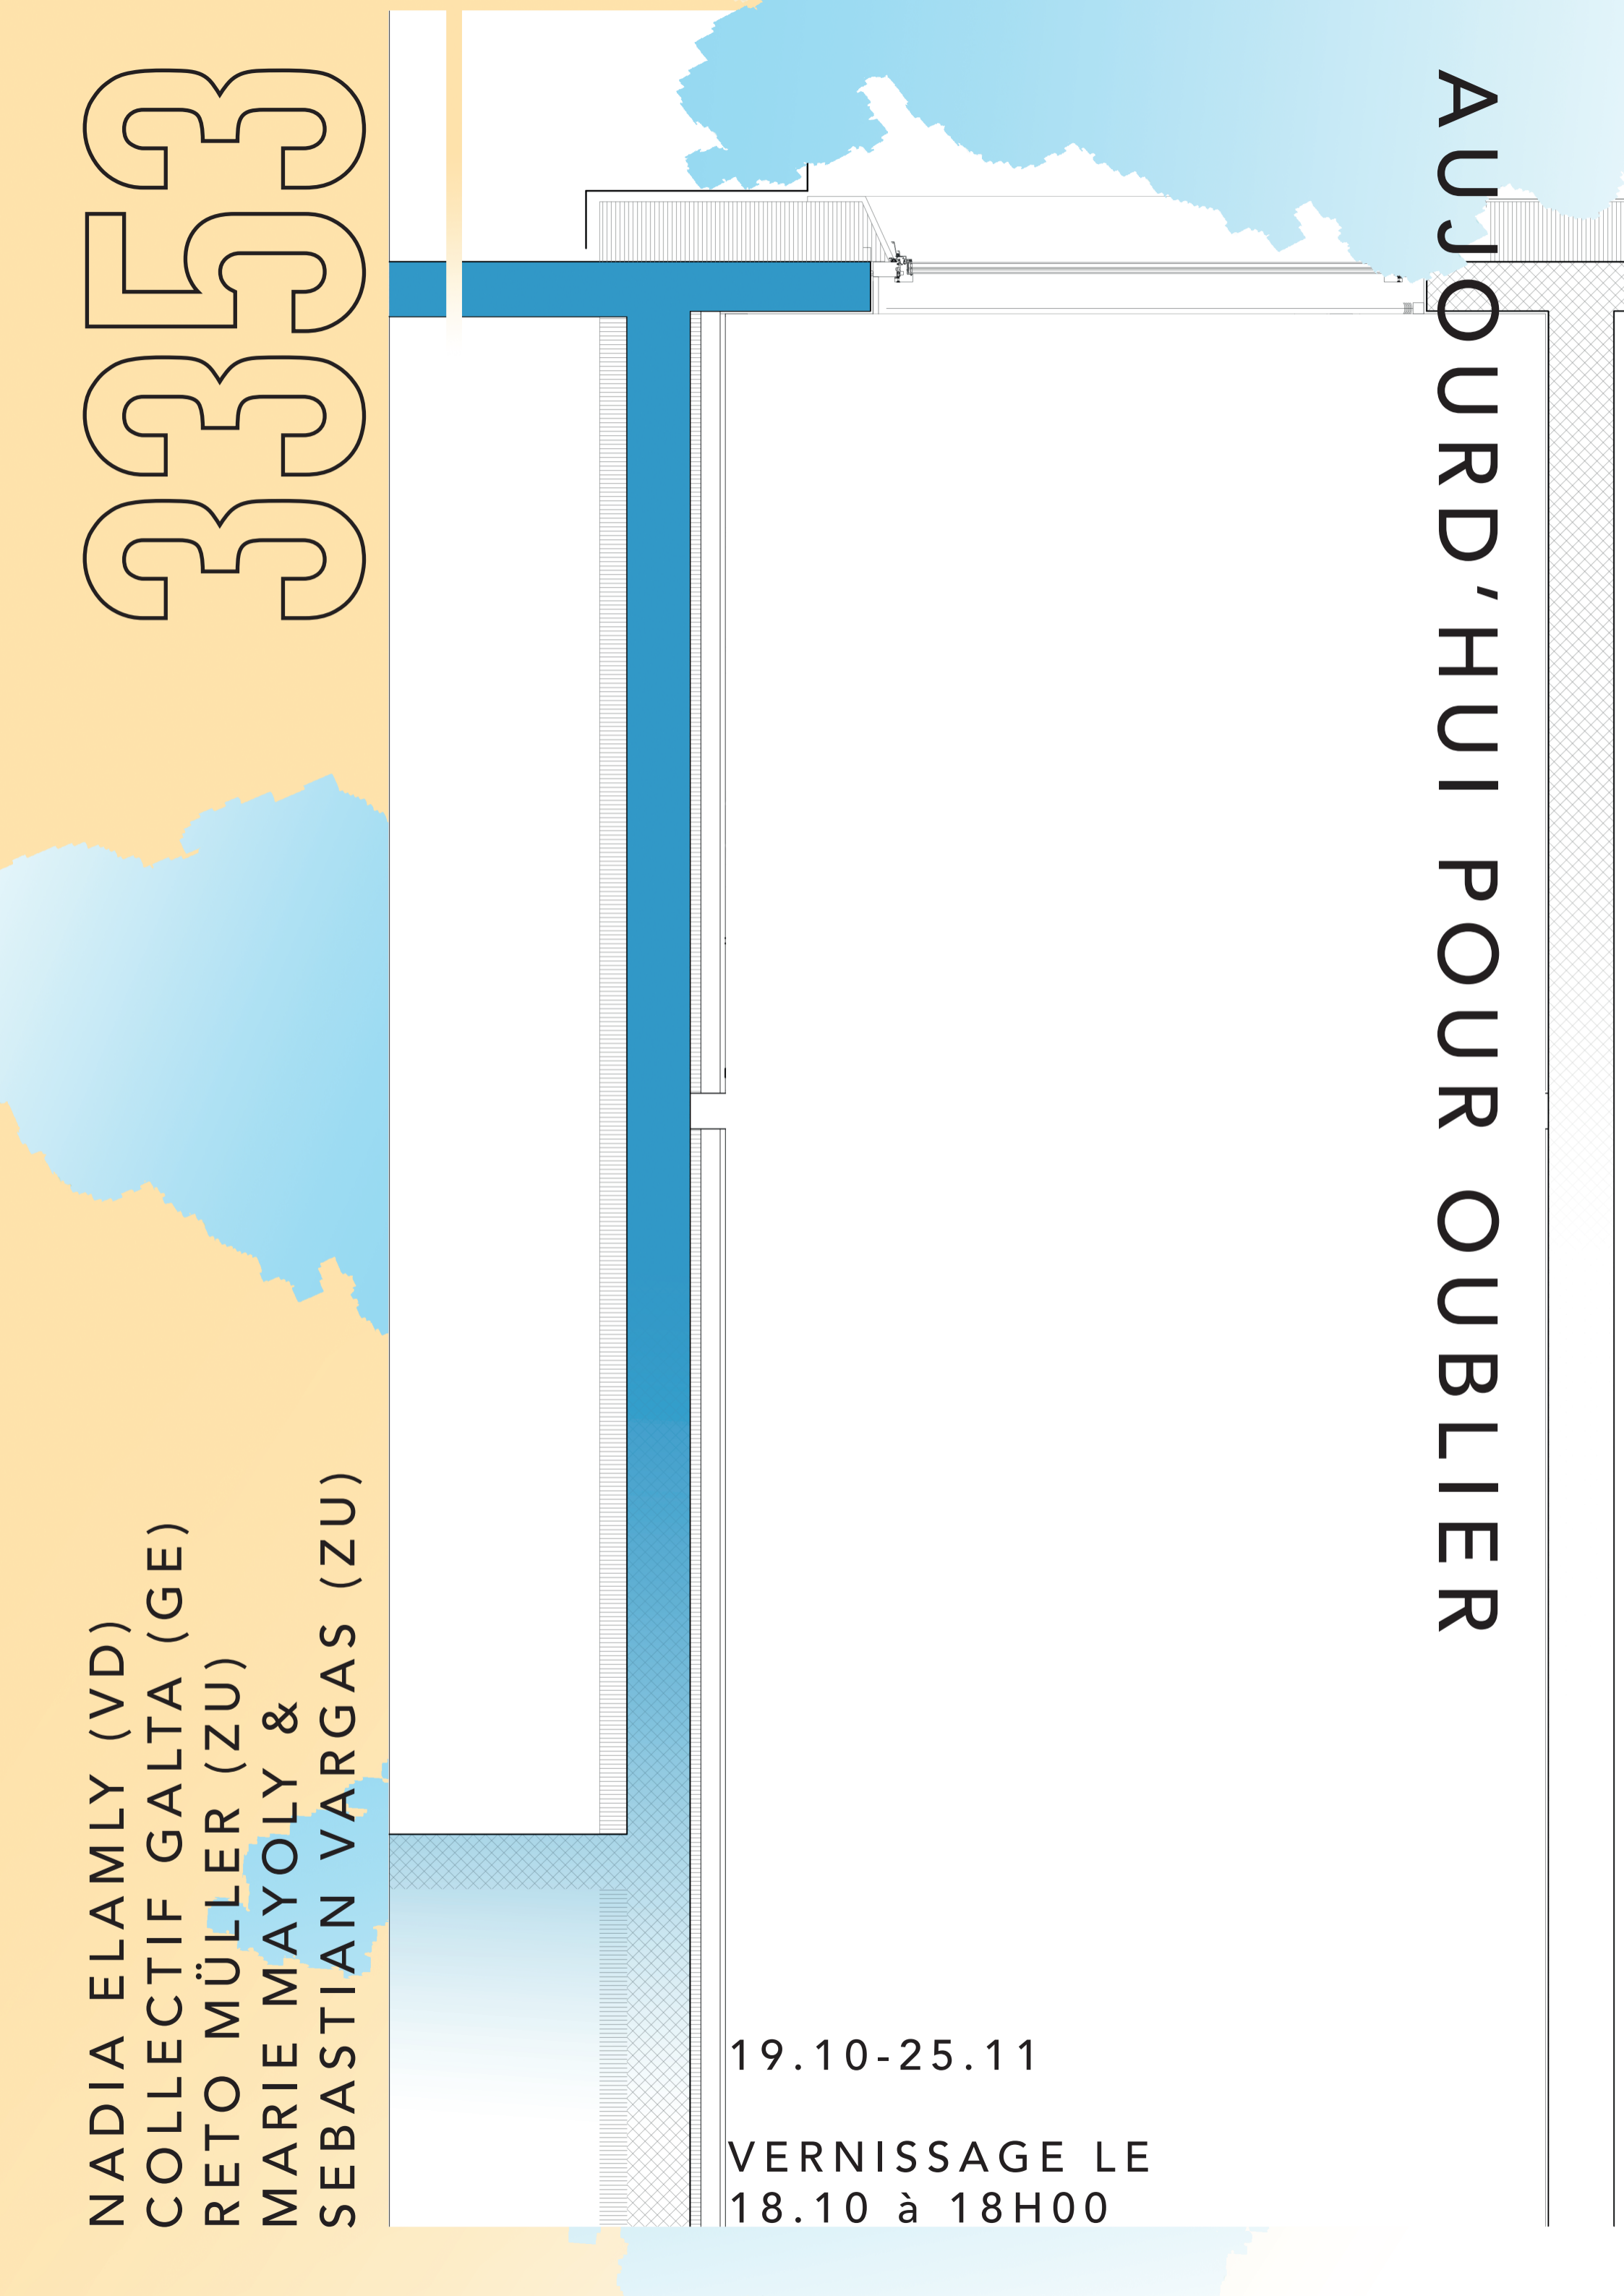 3353
NADIA ELAMLY (VD)
COLLECTIF GALTA (GE)
RETO MÜLLER (ZU)
MARIE MAYOLY &
SEBASTIAN VARGAS (ZU)
AUJOURD'HUI POUR OUBLIER
19.10-25.11
VERNISSAGE LE
18.10 à 18H00